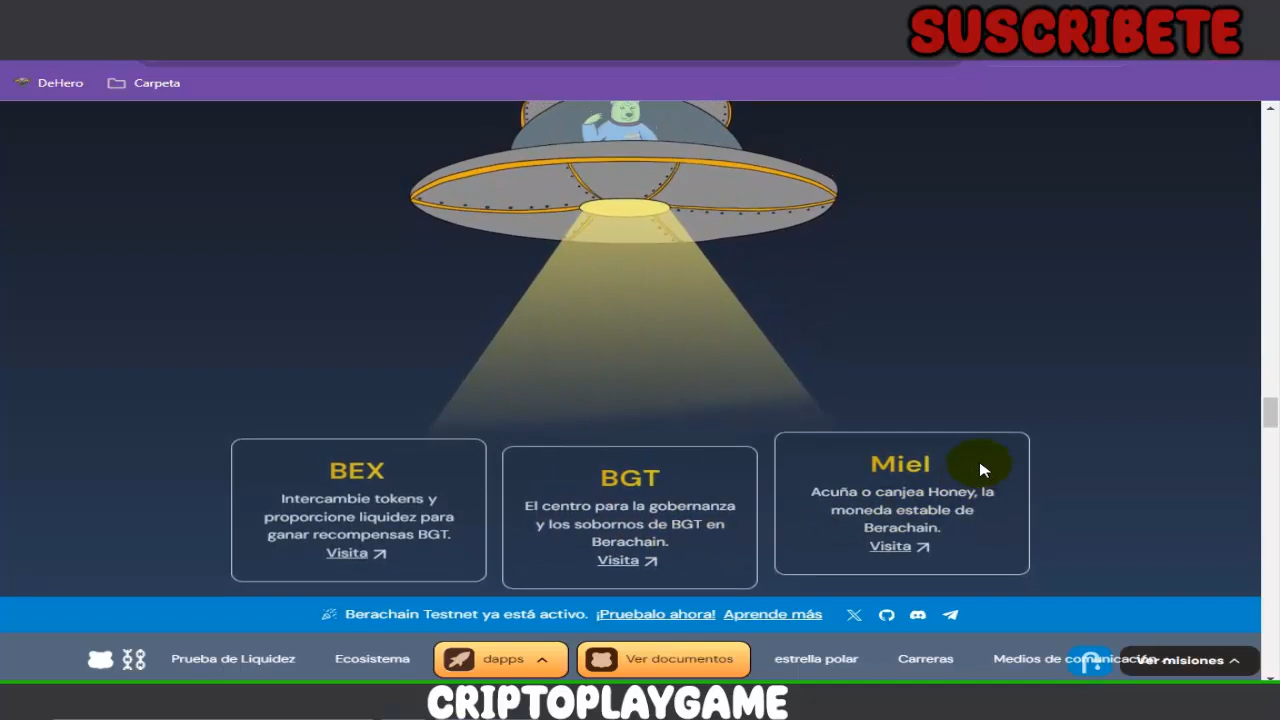 SUSCRIBETE
DeHero
Carpeta
BEX
Intercambie tokens y
proporcione liquidez para
ganar recompensas BGT.
Visita
BGT
El centro para la gobernanza
y los sobornos de BGT en
Berachain.
Visita
Miel
Acuña o canjea Honey, la
moneda estable de
Berachain.
Visita
Berachain Testnet ya está activo. ¡Pruebalo ahora! Aprende más
Prueba de Liquidez Ecosistema dapps Ver documentos estrella polar Carreras Medios de comunicación Ver misiones
CRIPTOPLAYGAME